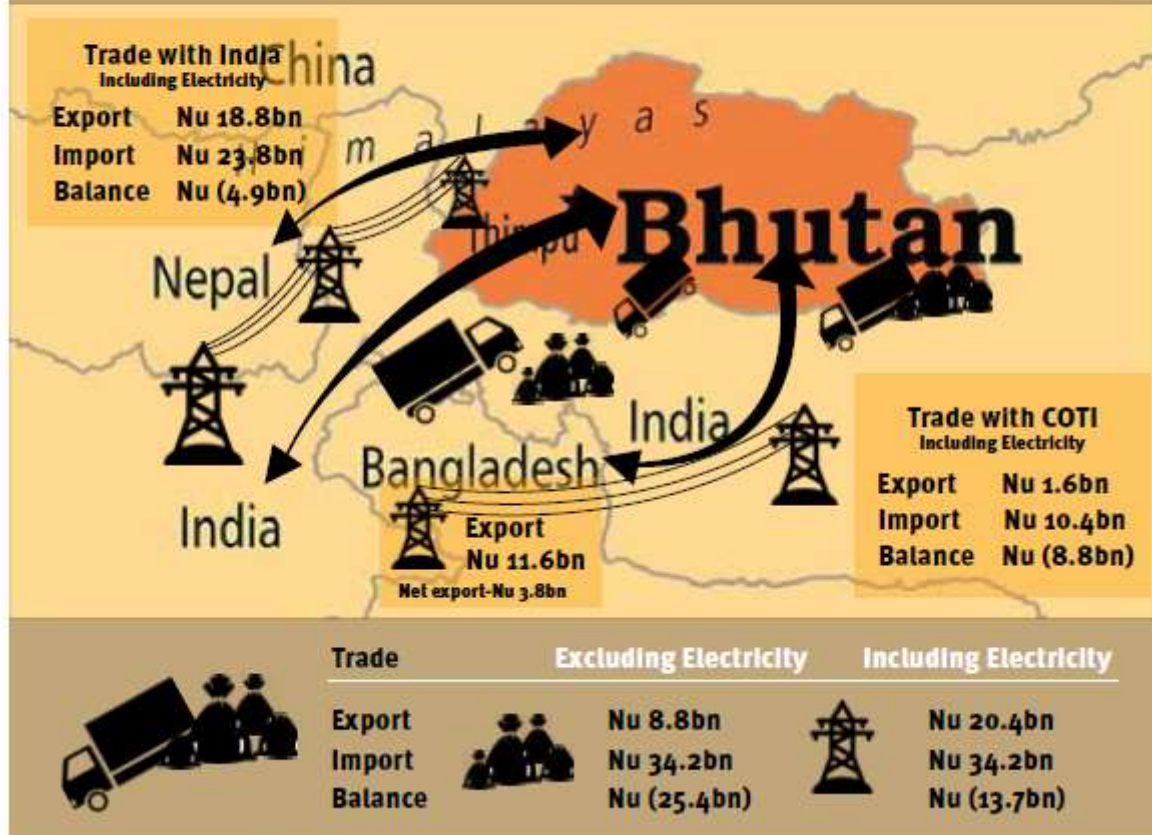 Trade with India
Including Electricity
Export Nu 18.8bn
Import Nu 23.8bn
Balance Nu (4.9bn)
China
Himalayas
Thimpu
Bhutan
Nepal
India
Bangladesh
India
Export
Nu 11.6bn
Net export-Nu 3.8bn
Trade with COTI
Including Electricity
Export Nu 1.6bn
Import Nu 10.4bn
Balance Nu (8.8bn)
Trade Excluding Electricity Including Electricity
Export Nu 8.8bn Nu 20.4bn
Import Nu 34.2bn Nu 34.2bn
Balance Nu (25.4bn) Nu (13.7bn)